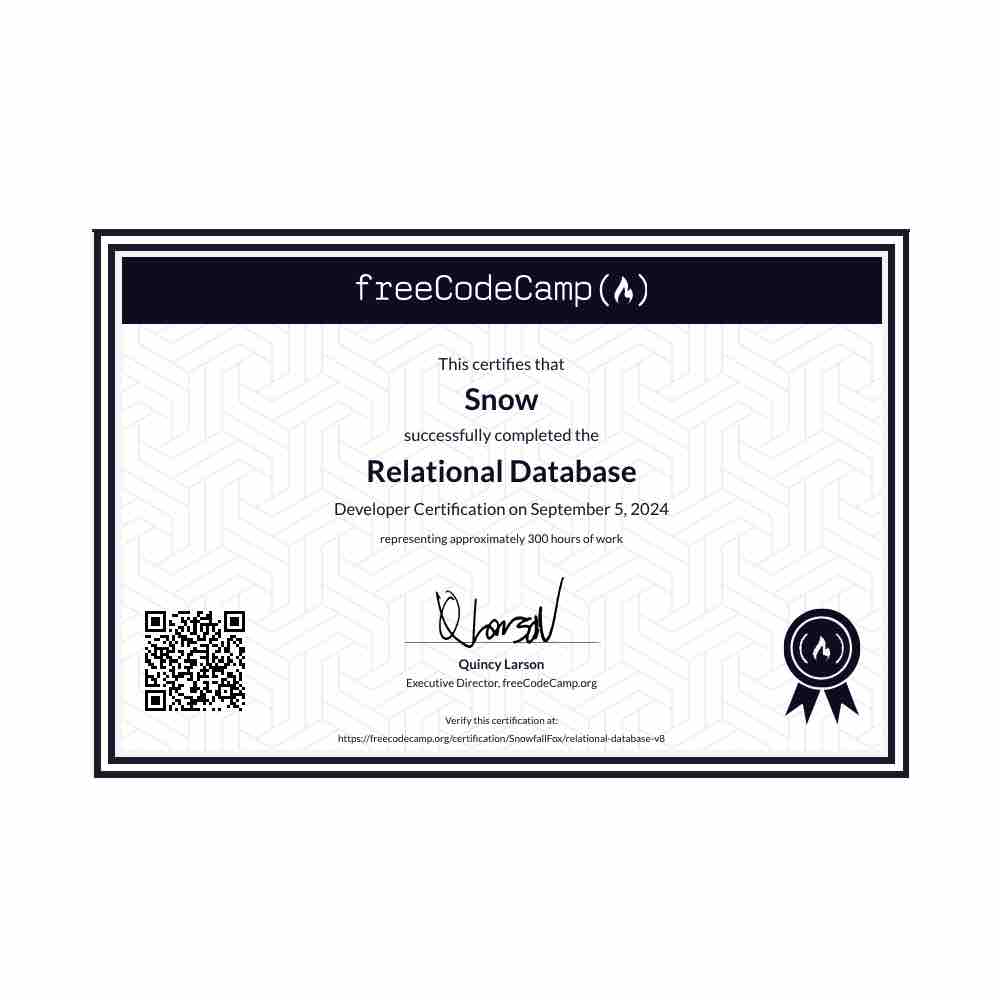 freeCodeCamp(🔥)
This certifies that
Snow
successfully completed the
Relational Database
Developer Certification on September 5, 2024
representing approximately 300 hours of work
Q Larson
Quincy Larson
Executive Director, freeCodeCamp.org
Verify this certification at:
https://freecodecamp.org/certification/SnowfallFox/relational-database-v8